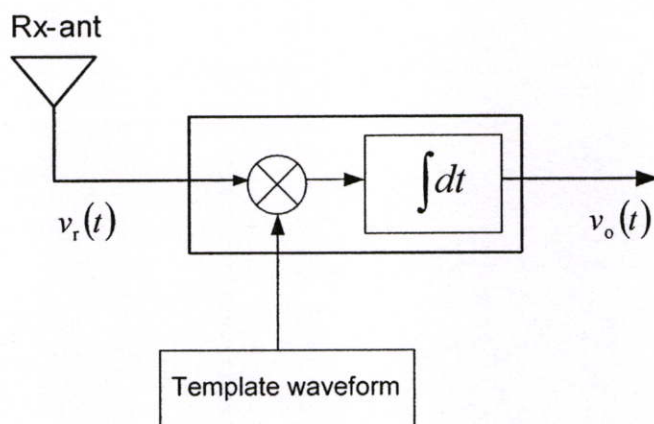 Rx-ant
∫dt
v_r(t)
v_o(t)
Template waveform